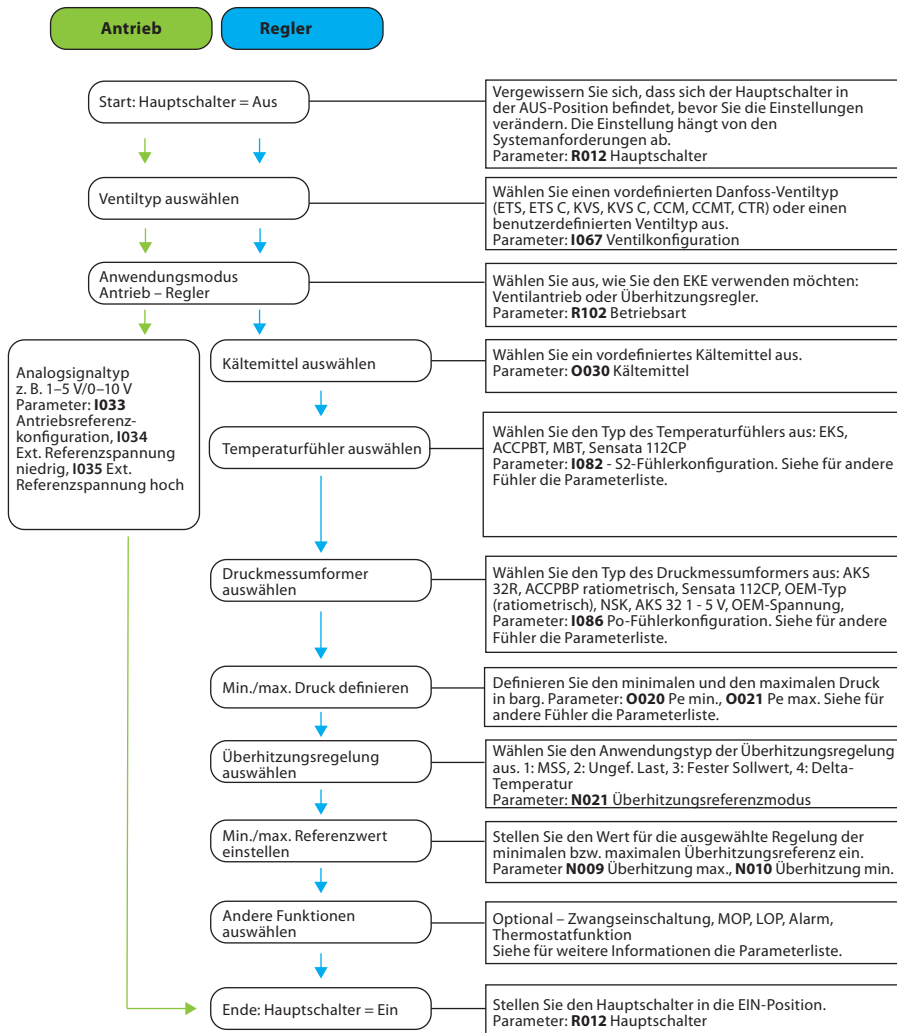 Antrieb
Regler
Start: Hauptschalter = Aus
Vergewissern Sie sich, dass sich der Hauptschalter in
der AUS-Position befindet, bevor Sie die Einstellungen
verändern. Die Einstellung hängt von den
Systemanforderungen ab.
Parameter: R012 Hauptschalter
Ventiltyp auswählen
Wählen Sie einen vordefinierten Danfoss-Ventiltyp
(ETS, ETS C, KVS, KVS C, CCM, CCMT, CTR) oder einen
benutzerdefinierten Ventiltyp aus.
Parameter: I067 Ventilkonfiguration
Anwendungsmodus
Antrieb – Regler
Wählen Sie aus, wie Sie den EKE verwenden möchten:
Ventilantrieb oder Überhitzungsregler.
Parameter: R102 Betriebsart
Analogsignaltyp
z. B. 1–5 V/0–10 V
Parameter: I033
Antriebsreferenz-
konfiguration, I034
Ext. Referenzspannung
niedrig, I035 Ext.
Referenzspannung hoch
Kältemittel auswählen
Wählen Sie ein vordefiniertes Kältemittel aus.
Parameter: O030 Kältemittel
Temperaturfühler auswählen
Wählen Sie den Typ des Temperaturfühlers aus: EKS,
ACCPBT, MBT, Sensata 112CP
Parameter: I082 - S2-Fühlerkonfiguration. Siehe für andere
Fühler die Parameterliste.
Druckmessumformer
auswählen
Wählen Sie den Typ des Druckmessumformers aus: AKS
32R, ACCPBP ratiometrisch, Sensata 112CP, OEM-Typ
(ratiometrisch), NSK, AKS 32 1 - 5 V, OEM-Spannung,
Parameter: I086 Po-Fühlerkonfiguration. Siehe für andere
Fühler die Parameterliste.
Min./max. Druck definieren
Definieren Sie den minimalen und den maximalen Druck
in barg. Parameter: O020 Pe min., O021 Pe max. Siehe für
andere Fühler die Parameterliste.
Überhitzungsregelung
auswählen
Wählen Sie den Anwendungstyp der Überhitzungsregelung
aus. 1: MSS, 2: Ungef. Last, 3: Fester Sollwert, 4: Delta-
Temperatur
Parameter: N021 Überhitzungsreferenzmodus
Min./max. Referenzwert
einstellen
Stellen Sie den Wert für die ausgewählte Regelung der
minimalen bzw. maximalen Überhitzungsreferenz ein.
Parameter N009 Überhitzung max., N010 Überhitzung min.
Andere Funktionen
auswählen
Optional – Zwangseinschaltung, MOP, LOP, Alarm,
Thermostatfunktion
Siehe für weitere Informationen die Parameterliste.
Ende: Hauptschalter = Ein
Stellen Sie den Hauptschalter in die EIN-Position.
Parameter: R012 Hauptschalter